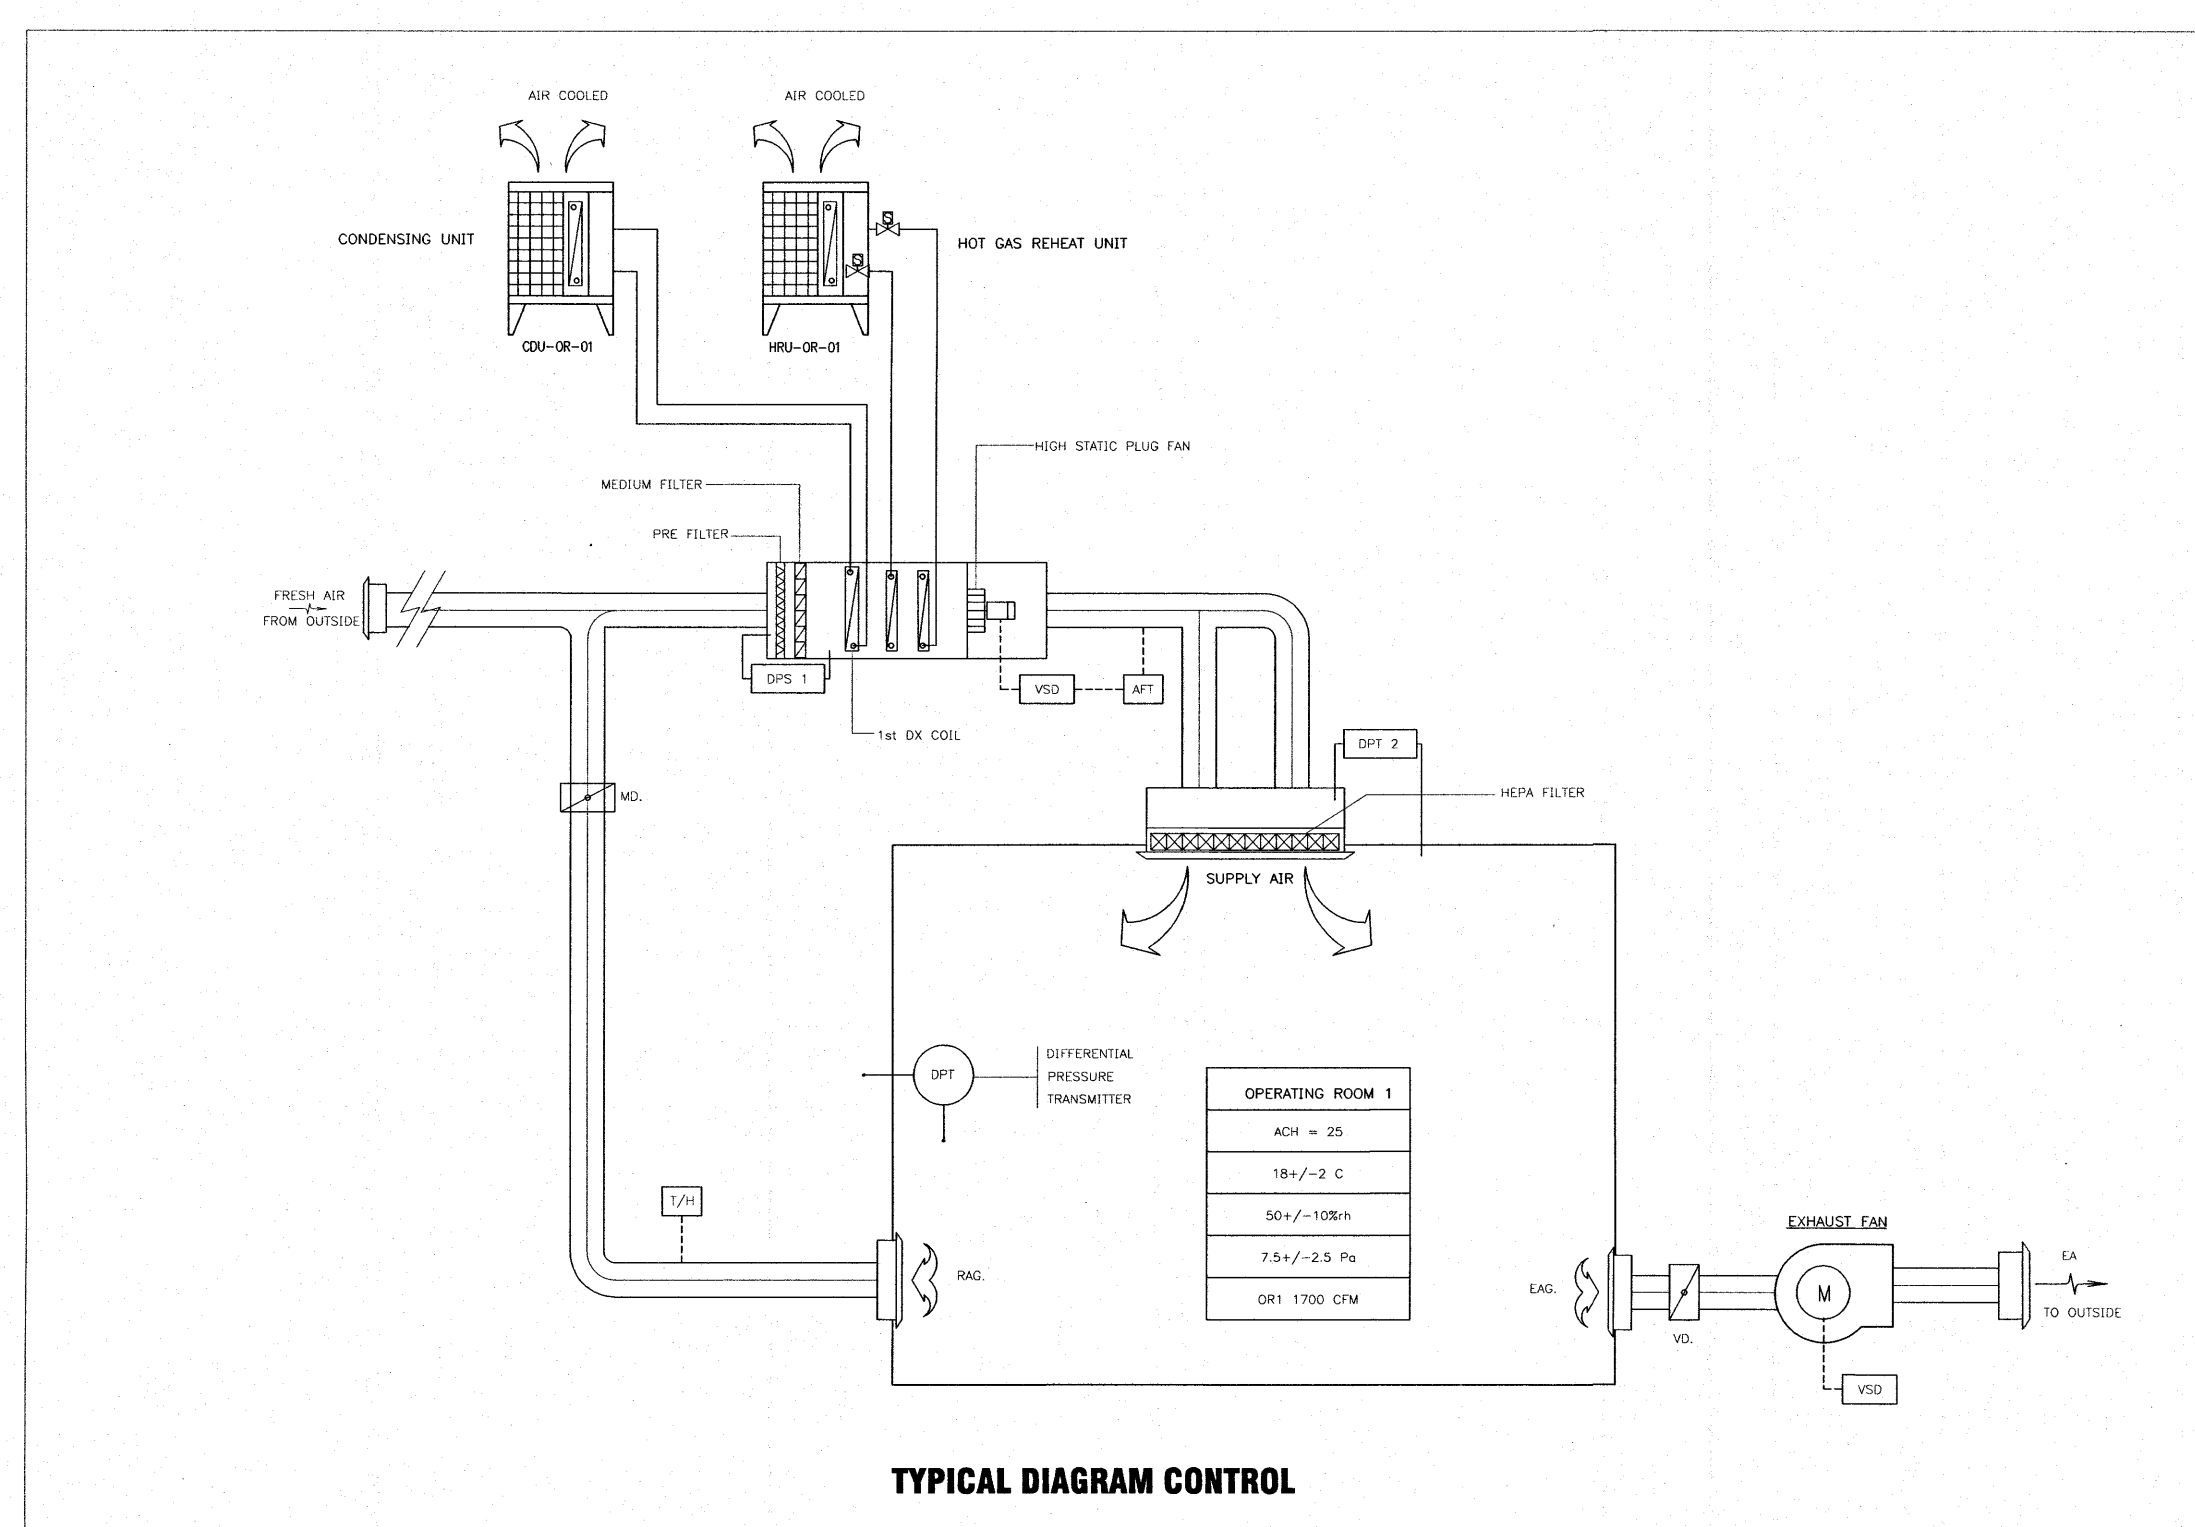 AIR COOLED
AIR COOLED
CONDENSING UNIT
S
HOT GAS REHEAT UNIT
S
CDU-OR-01
HRU-OR-01
HIGH STATIC PLUG FAN
MEDIUM FILTER
PRE FILTER
FRESH AIR
FROM OUTSIDE
DPS 1
VSD
AFT
1st DX COIL
DPT 2
MD.
HEPA FILTER
SUPPLY AIR
DPT
DIFFERENTIAL
PRESSURE
TRANSMITTER
OPERATING ROOM 1
ACH = 25
18+/-2 C
50+/-10%rh
7.5+/-2.5 Pa
OR1 1700 CFM
T/H
RAG.
EAG.
EXHAUST FAN
M
VD.
EA
TO OUTSIDE
VSD
TYPICAL DIAGRAM CONTROL